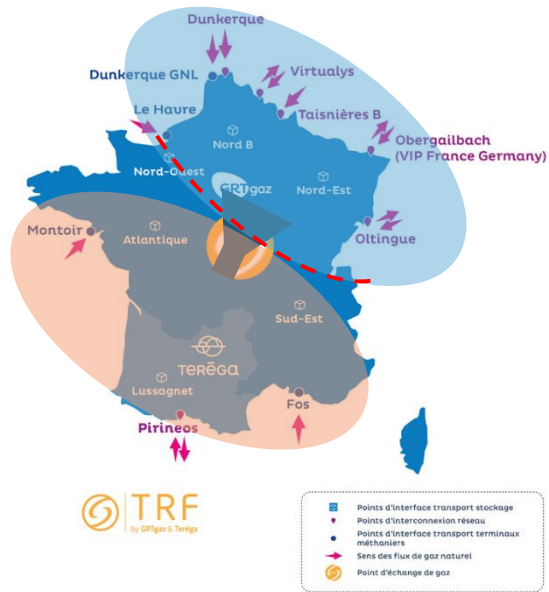 Dunkerque
Dunkerque GNL
Virtualys
Taisnières B
Le Havre
Obergailbach
(VIP France Germany)
Nord B
Nord-Ouest
GRTgaz
Nord-Est
Oltingue
Montoir
Atlantique
Sud-Est
TERĒGA
Lussagnet
Fos
Pirineos
TRF
by GRTgaz & Teréga
Points d'interface transport stockage
Points d'interconnexion réseau
Points d'interface transport terminaux
méthaniers
Sens des flux de gaz naturel
Point d'échange de gaz